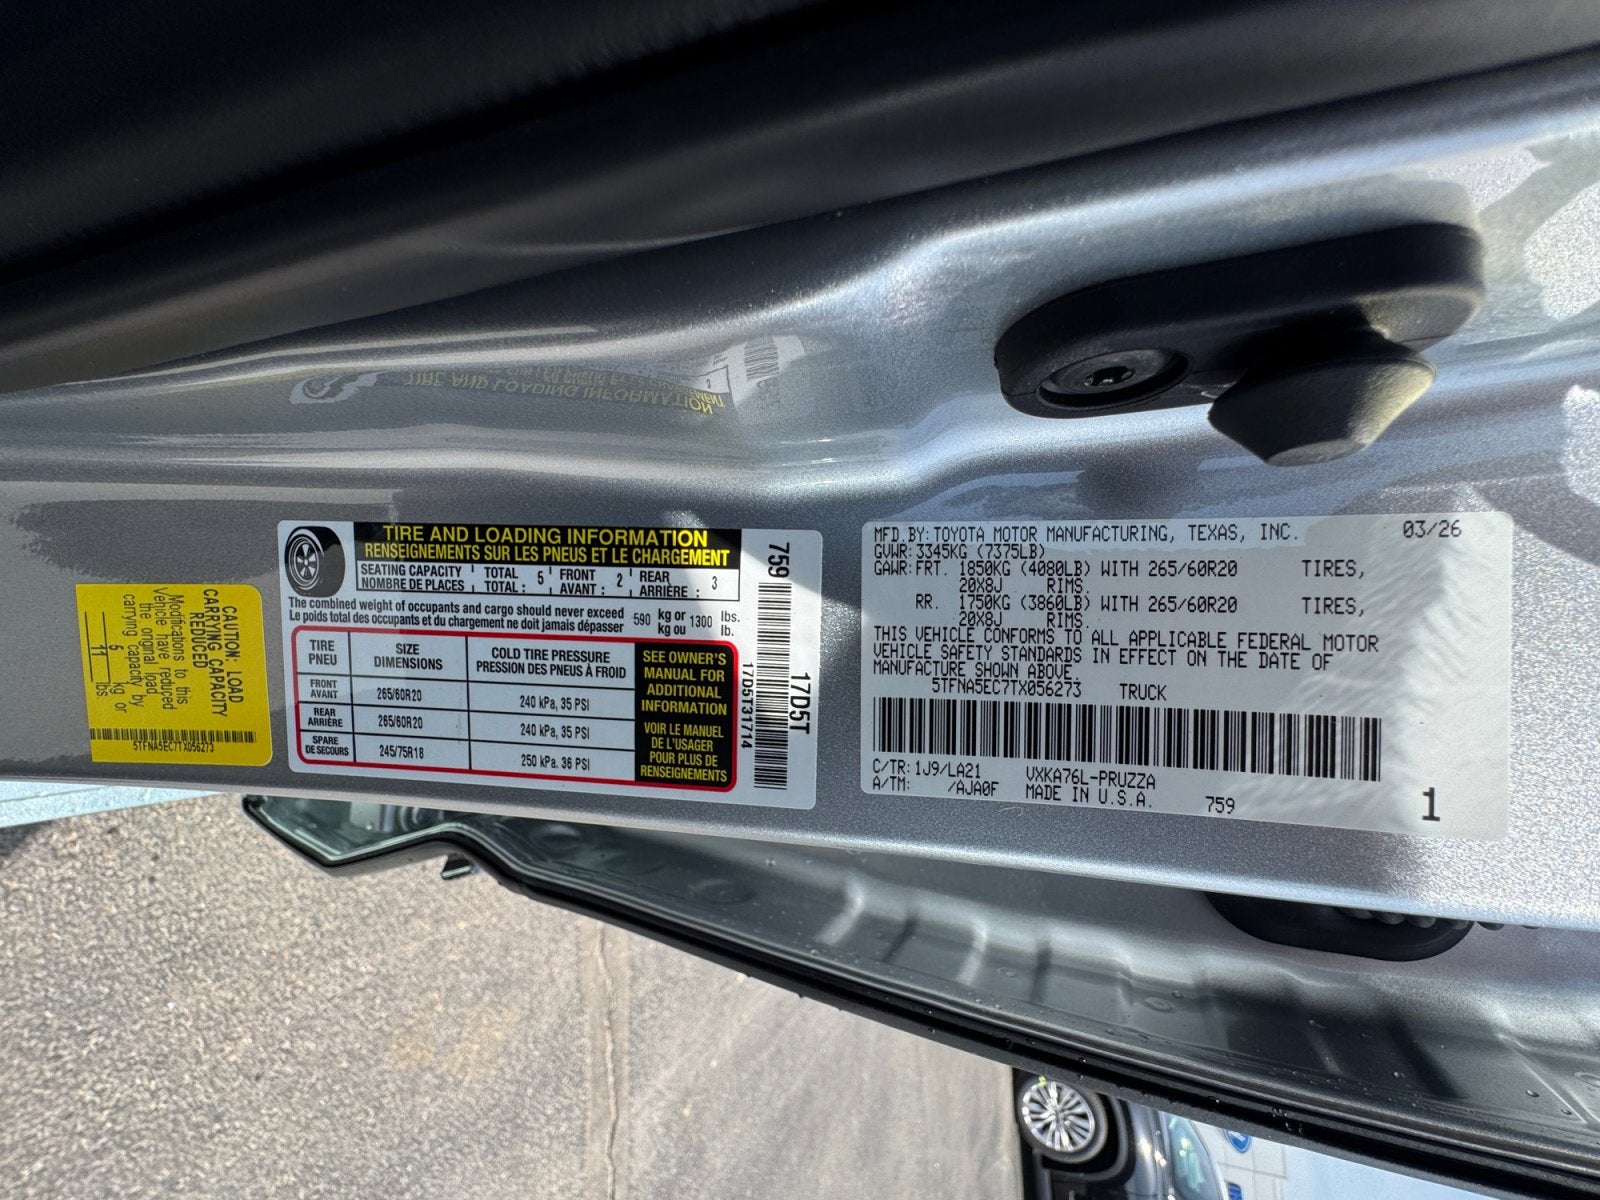 CAUTION: LOAD
CARRYING CAPACITY
REDUCED
Modifications to this
Vehicle have reduced
the original load
carrying capacity by
5 kg or
11 lbs
5TFNA5EC7TX056273
TIRE AND LOADING INFORMATION
RENSEIGNEMENTS SUR LES PNEUS ET LE CHARGEMENT
SEATING CAPACITY TOTAL 5 FRONT 2 REAR 3
NOMBRE DE PLACES TOTAL : AVANT : ARRIÈRE :
The combined weight of occupants and cargo should never exceed 590 kg or 1300 lbs.
Le poids total des occupants et du chargement ne doit jamais dépasser kg ou lb.
TIRE SIZE COLD TIRE PRESSURE
PNEU DIMENSIONS PRESSION DES PNEUS À FROID
FRONT AVANT 265/60R20 240 kPa, 35 PSI
REAR ARRIÈRE 265/60R20 240 kPa, 35 PSI
SPARE DE SECOURS 245/75R18 250 kPa. 36 PSI
SEE OWNER'S
MANUAL FOR
ADDITIONAL
INFORMATION
VOIR LE MANUEL
DE L'USAGER
POUR PLUS DE
RENSEIGNEMENTS
759
17D5T
17D5T31714
MFD.BY:TOYOTA MOTOR MANUFACTURING, TEXAS, INC. 03/26
GVWR:3345KG (7375LB)
GAWR:FRT. 1850KG (4080LB) WITH 265/60R20 TIRES,
20X8J RIMS.
RR. 1750KG (3860LB) WITH 265/60R20 TIRES,
20X8J RIMS.
THIS VEHICLE CONFORMS TO ALL APPLICABLE FEDERAL MOTOR
VEHICLE SAFETY STANDARDS IN EFFECT ON THE DATE OF
MANUFACTURE SHOWN ABOVE.
5TFNA5EC7TX056273 TRUCK
C/TR:1J9/LA21 VXKA76L-PRUZZA
A/TM: /AJA0F MADE IN U.S.A. 759
1